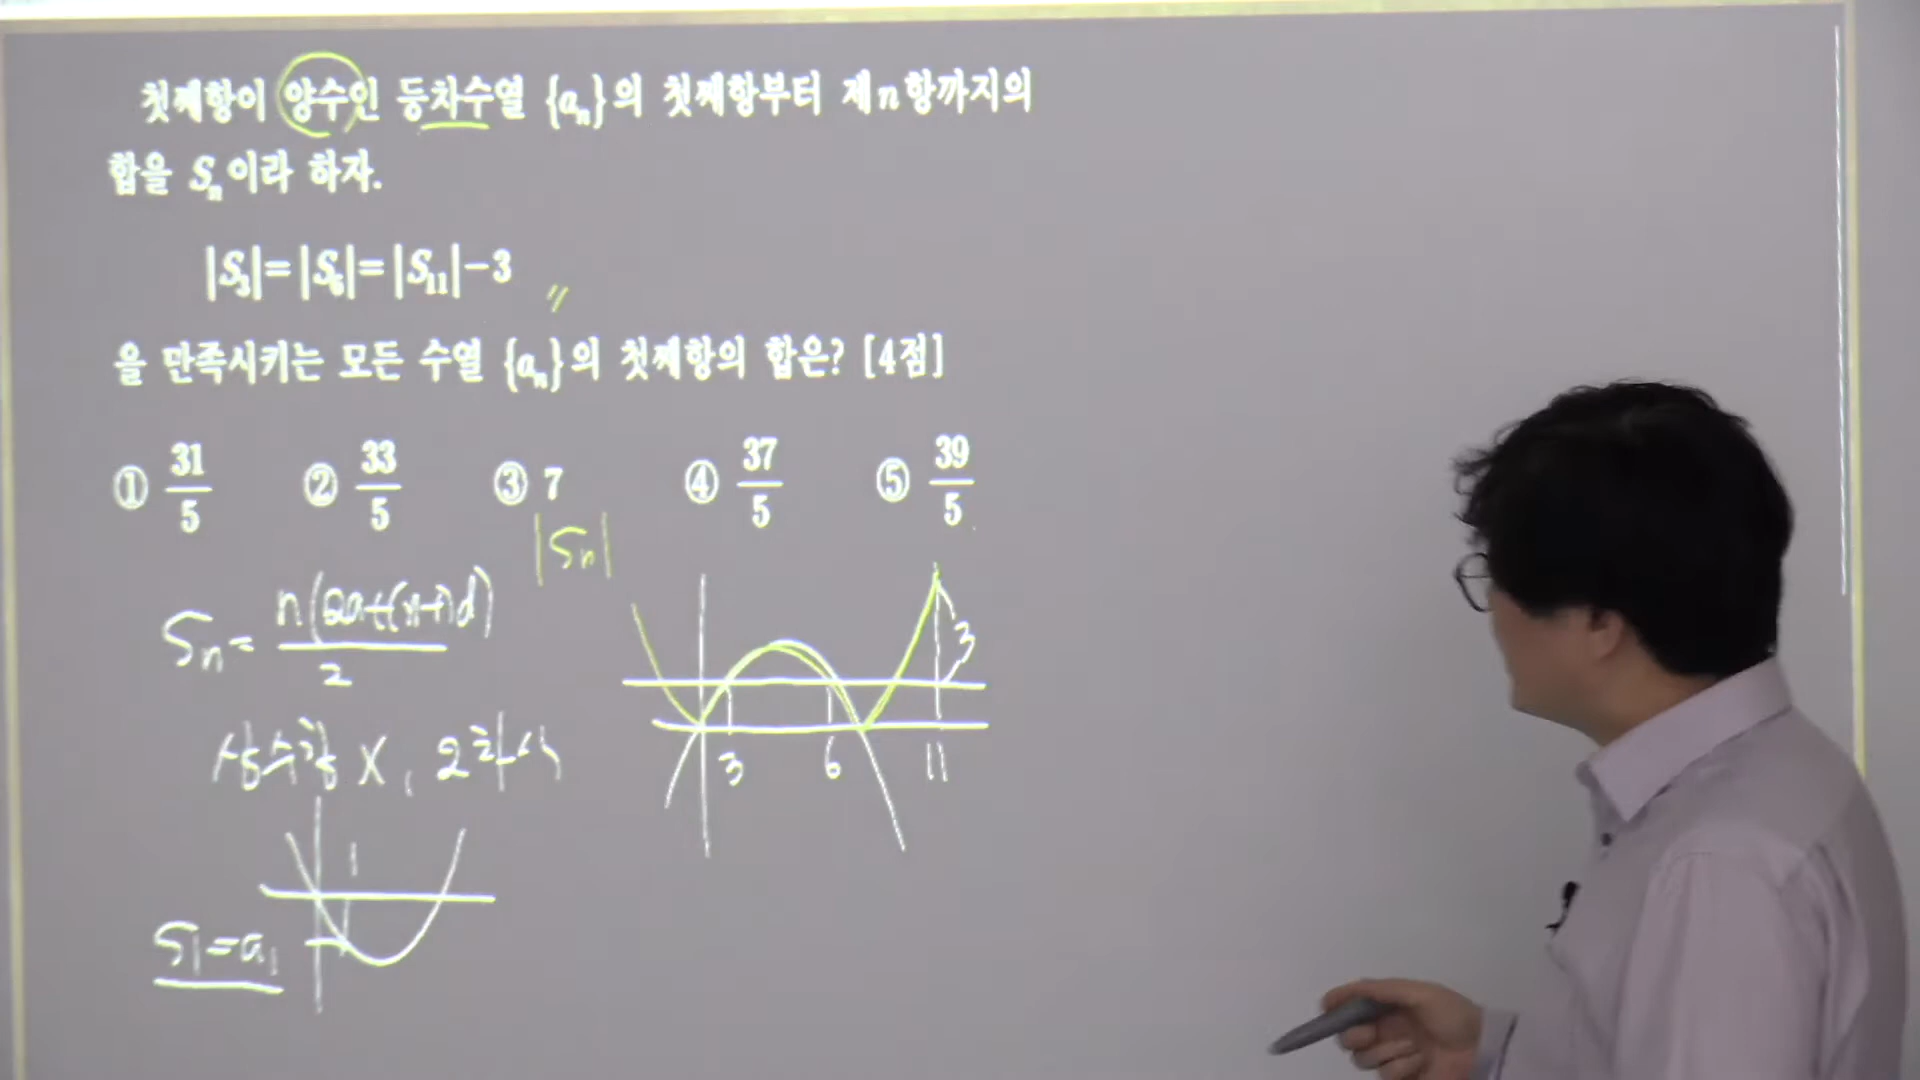 첫째항이 양수인 등차수열 {aₙ}의 첫째항부터 제n항까지의
합을 Sₙ이라 하자.
|S₃|=|S₆|=|S₁₁|-3
을 만족시키는 모든 수열 {aₙ}의 첫째항의 합은? [4점]
① 31/5 ② 33/5 ③ 7 ④ 37/5 ⑤ 39/5
|Sn|
Sn = n(2a+(n-1)d)/2
상수항 X, 2차식
3
3 6 11
1
S1=a1